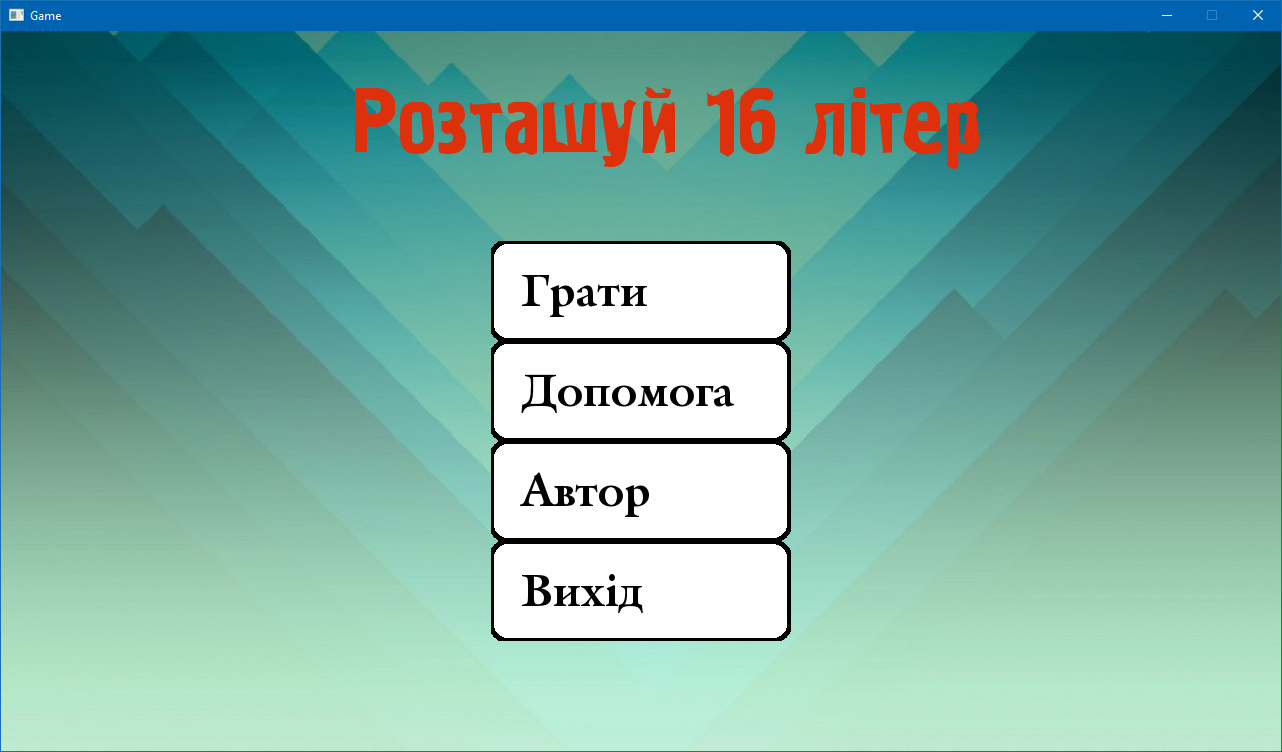 Game
Розташуй 16 літер
Грати
Допомога
Автор
Вихід